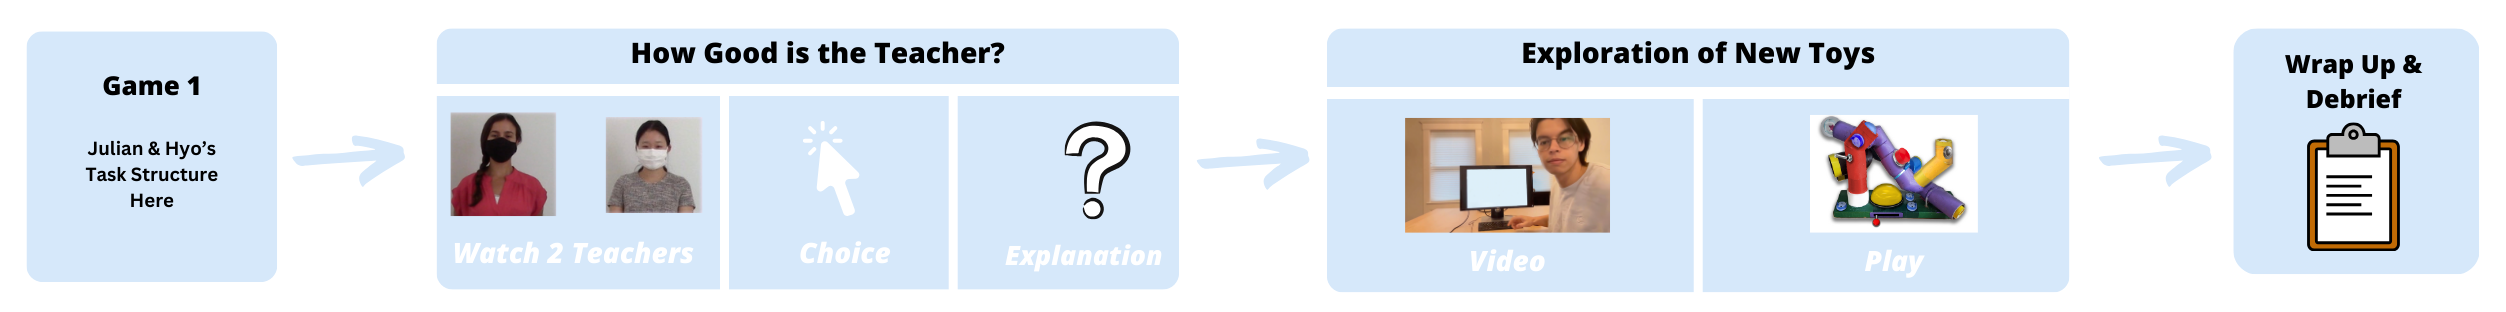 Game 1
Julian & Hyo’s
Task Structure
Here
How Good is the Teacher?
Watch 2 Teachers
Choice
?
Explanation
Exploration of New Toys
Video
Play
Wrap Up &
Debrief